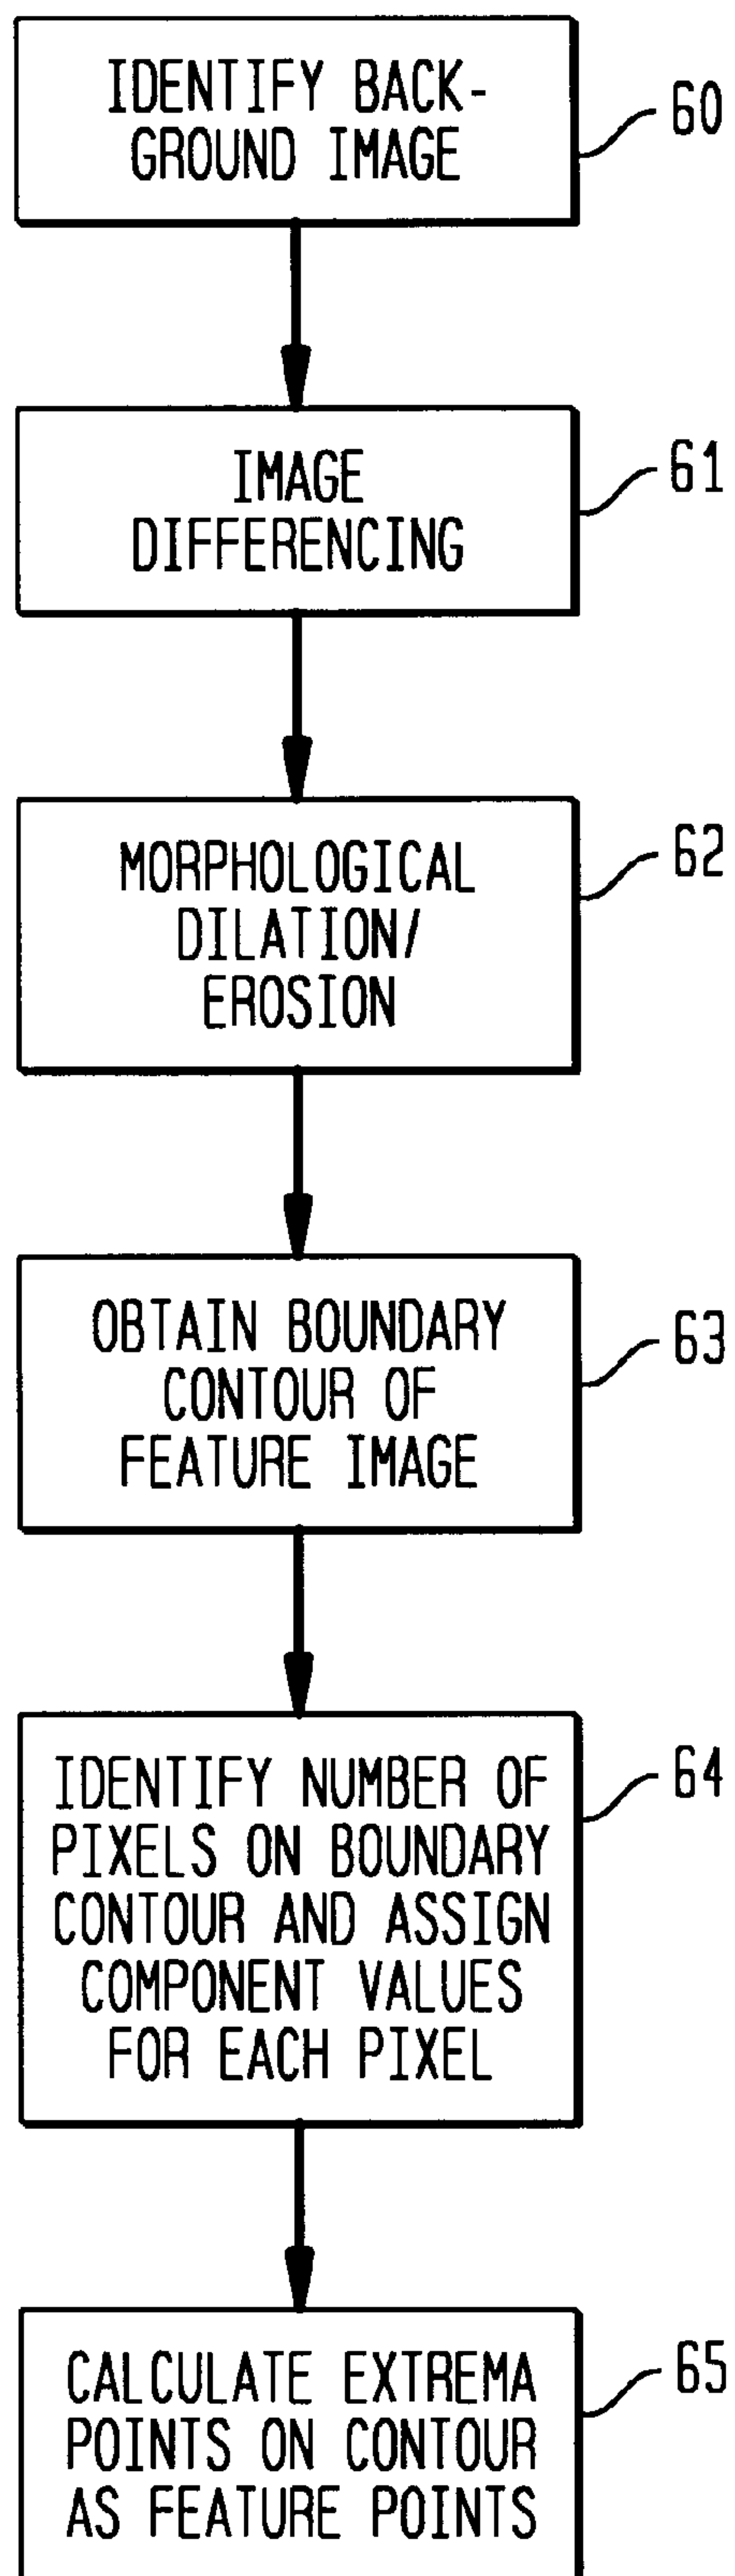 IDENTIFY BACK-
GROUND IMAGE
60
IMAGE
DIFFERENCING
61
MORPHOLOGICAL
DILATION/
EROSION
62
OBTAIN BOUNDARY
CONTOUR OF
FEATURE IMAGE
63
IDENTIFY NUMBER OF
PIXELS ON BOUNDARY
CONTOUR AND ASSIGN
COMPONENT VALUES
FOR EACH PIXEL
64
CALCULATE EXTREMA
POINTS ON CONTOUR
AS FEATURE POINTS
65